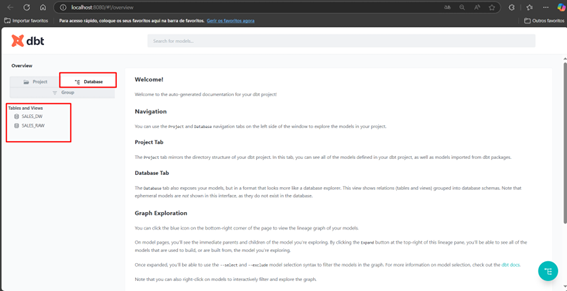 Importar favoritos
localhost:8080/#!/overview
Para acesso rápido, coloque os seus favoritos aqui na barra de favoritos. Gerir os favoritos agora
Outros favoritos
dbt
Search for models...
Overview
Project
Database
Group
Tables and Views
SALES_DW
SALES_RAW
Welcome!
Welcome to the auto-generated documentation for your dbt project!
Navigation
You can use the Project and Database navigation tabs on the left side of the window to explore the models in your project.
Project Tab
The Project tab mirrors the directory structure of your dbt project. In this tab, you can see all of the models defined in your dbt project, as well as models imported from dbt packages.
Database Tab
The Database tab also exposes your models, but in a format that looks more like a database explorer. This view shows relations (tables and views) grouped into database schemas. Note that
ephemeral models are not shown in this interface, as they do not exist in the database.
Graph Exploration
You can click the blue icon on the bottom-right corner of the page to view the lineage graph of your models.
On model pages, you'll see the immediate parents and children of the model you're exploring. By clicking the Expand button at the top-right of this lineage pane, you'll be able to see all of the
models that are used to build, or are built from, the model you're exploring.
Once expanded, you'll be able to use the --select and --exclude model selection syntax to filter the models in the graph. For more information on model selection, check out the dbt docs.
Note that you can also right-click on models to interactively filter and explore the graph.